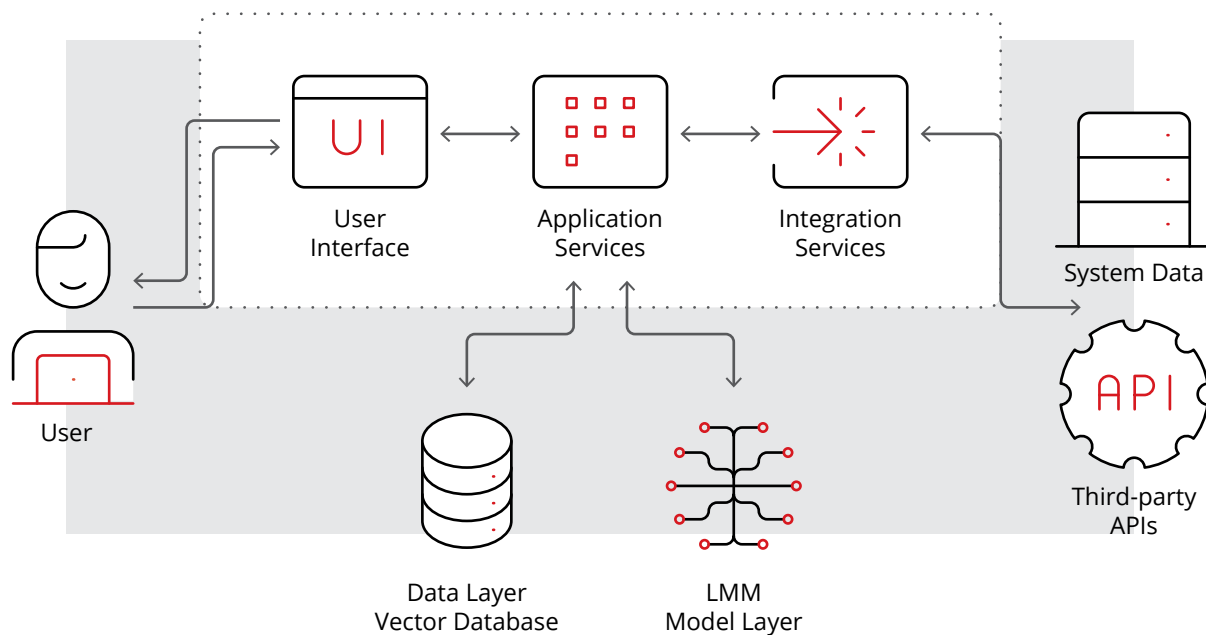 UI
User
Interface
Application
Services
Integration
Services
System Data
API
Third-party
APIs
User
Data Layer
Vector Database
LMM
Model Layer